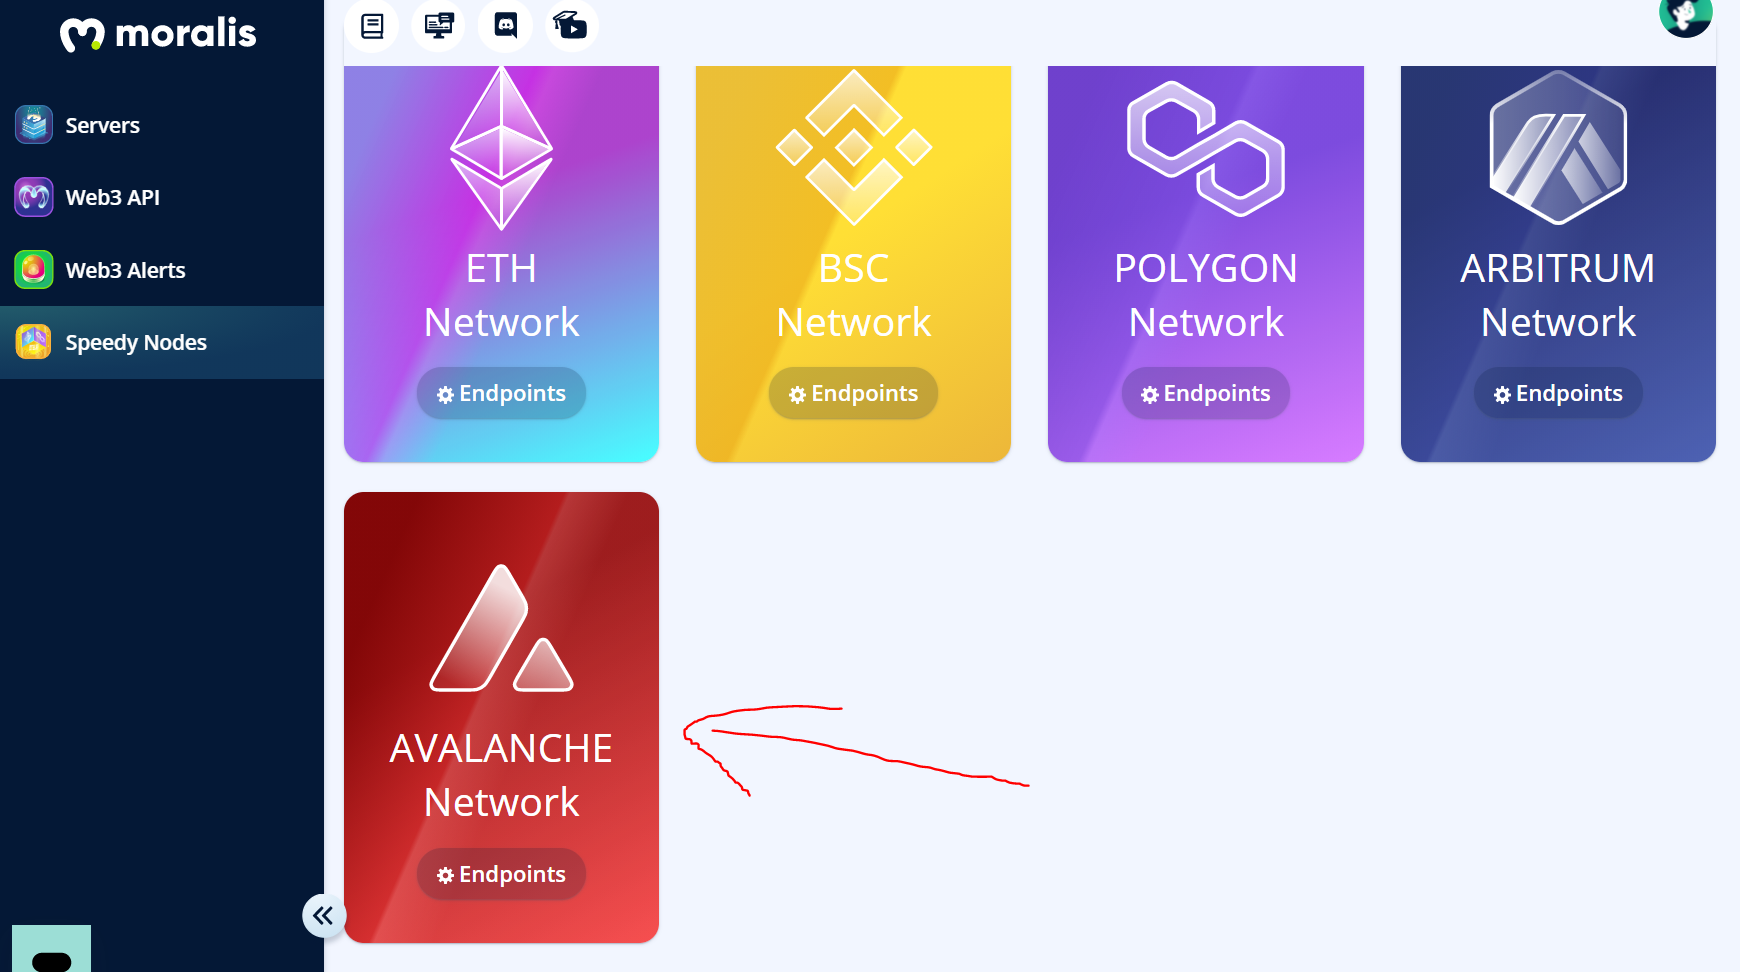 moralis
Servers
Web3 API
Web3 Alerts
Speedy Nodes
ETH
Network
Endpoints
BSC
Network
Endpoints
POLYGON
Network
Endpoints
ARBITRUM
Network
Endpoints
AVALANCHE
Network
Endpoints